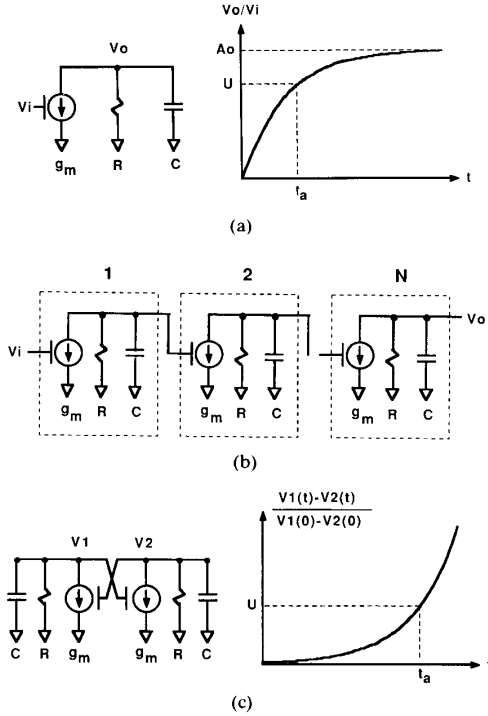 Vo/Vi
Vo
Ao
U
Vi
gm R C
ta
t
(a)
1 2 N
Vi
Vo
gm R C gm R C gm R C
(b)
V1(t)-V2(t)
V1(0)-V2(0)
V1 V2
U
C R gm gm R C
ta
(c)